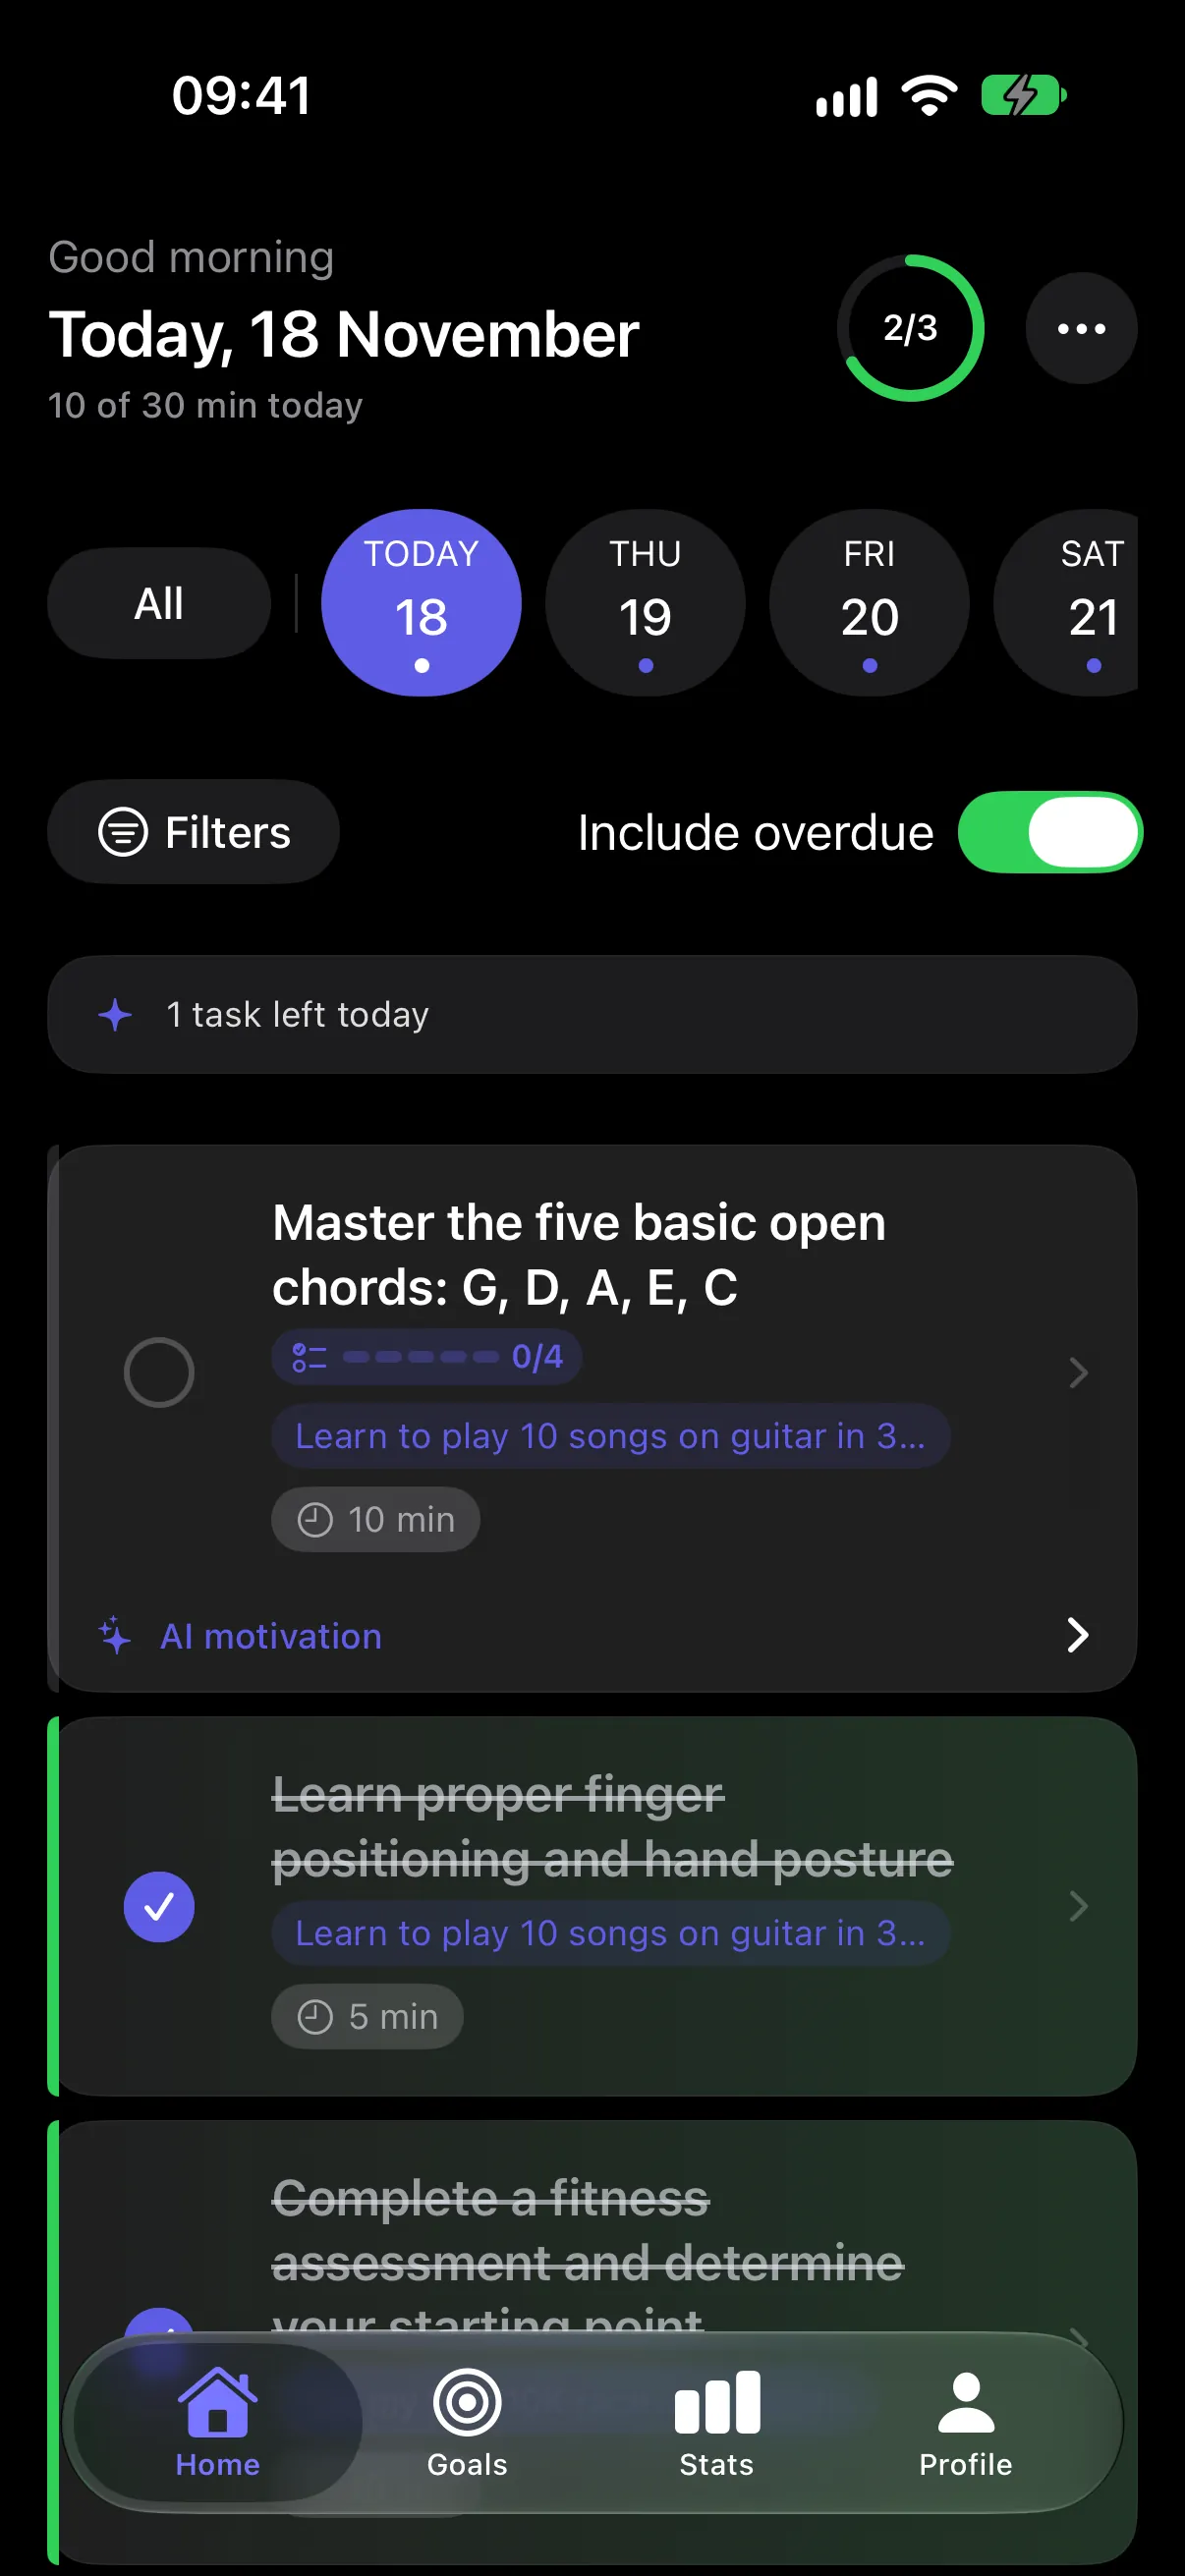 09:41
Good morning
Today, 18 November
10 of 30 min today
2/3
All
TODAY
18
THU
19
FRI
20
SAT
21
Filters
Include overdue
1 task left today
Master the five basic open
chords: G, D, A, E, C
0/4
Learn to play 10 songs on guitar in 3...
10 min
AI motivation
Learn proper finger
positioning and hand posture
Learn to play 10 songs on guitar in 3...
5 min
Complete a fitness
assessment and determine
your starting point
Home
Goals
Stats
Profile